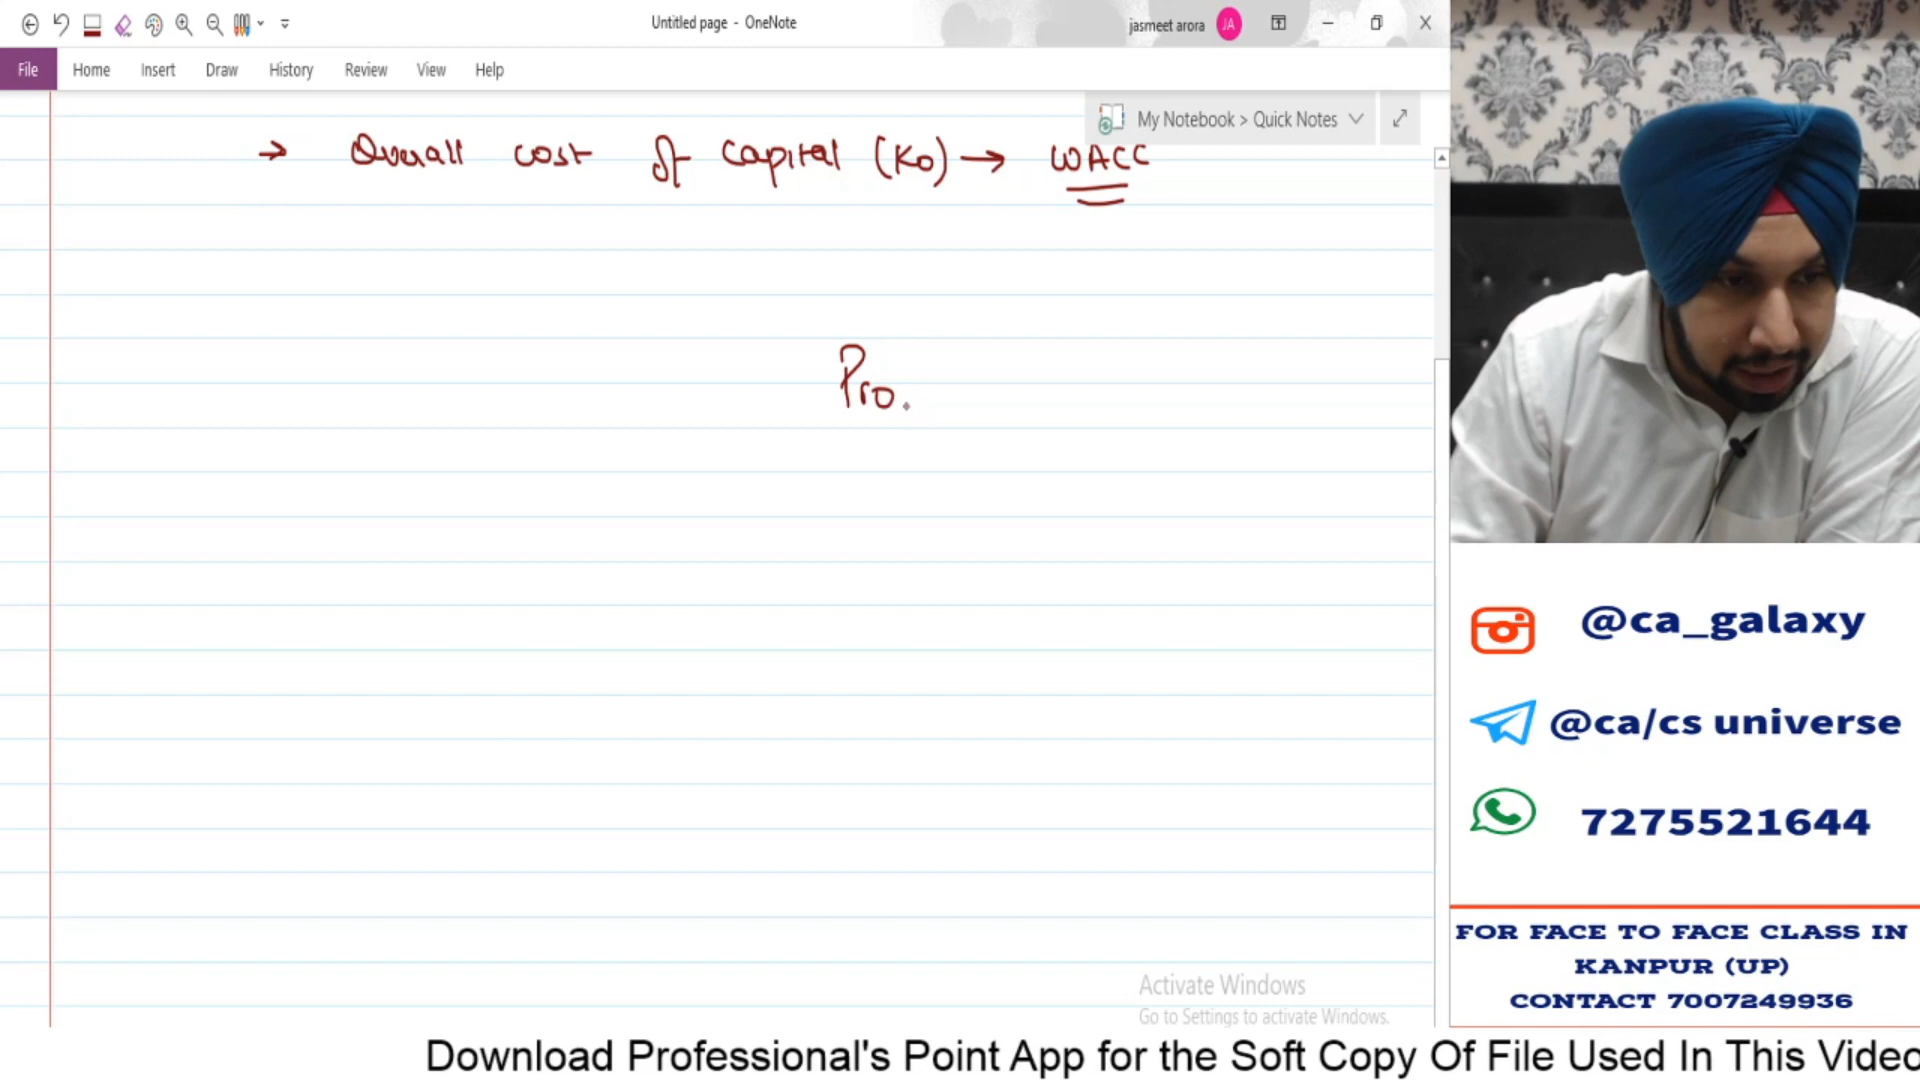 Untitled page - OneNote
jasmeet arora
JA
File
Home
Insert
Draw
History
Review
View
Help
My Notebook > Quick Notes
→ Overall cost of capital (Ko) → WACC
Pro
@ca_galaxy
@ca/cs universe
7275521644
FOR FACE TO FACE CLASS IN
KANPUR (UP)
CONTACT 7007249936
Activate Windows
Go to Settings to activate Windows.
Download Professional's Point App for the Soft Copy Of File Used In This Video